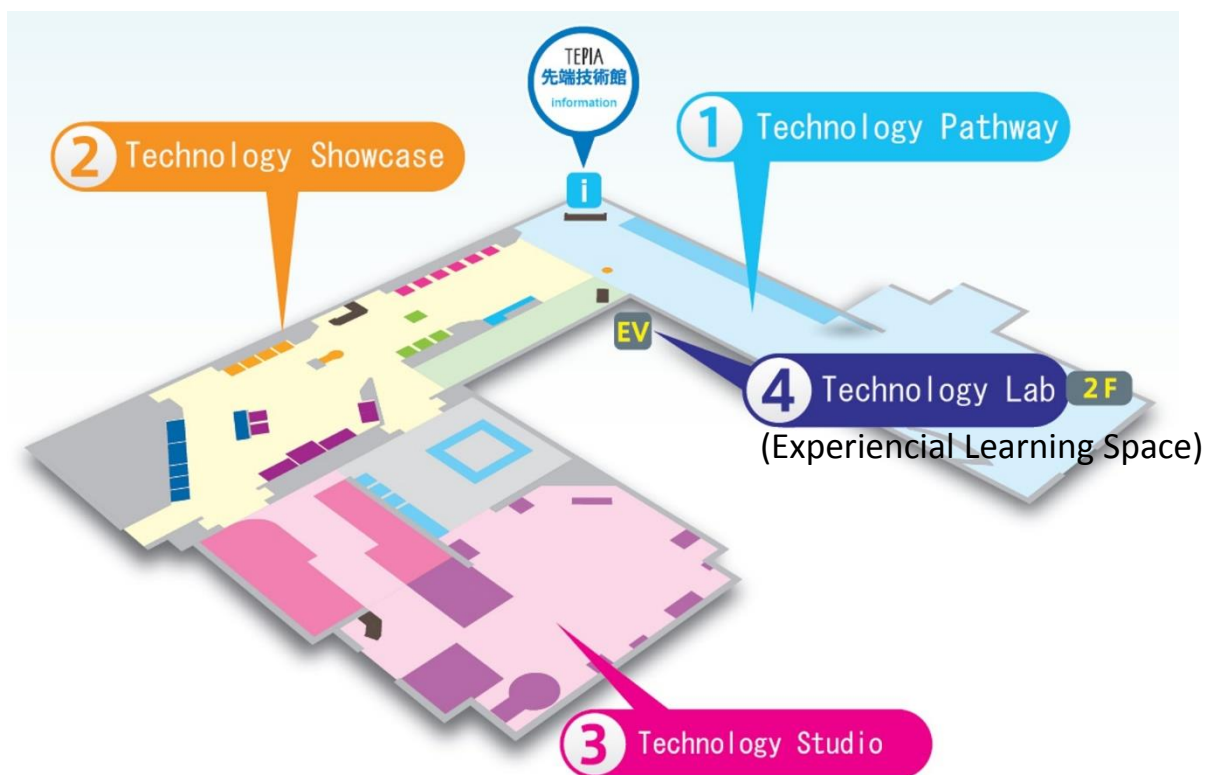 TEPIA
先端技術館
information
i
1 Technology Pathway
2 Technology Showcase
EV
4 Technology Lab 2F
(Experiencial Learning Space)
3 Technology Studio